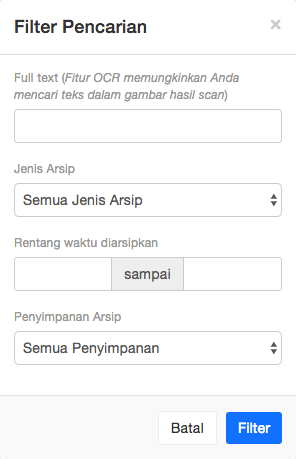 Filter Pencarian ×
Full text (Fitur OCR memungkinkan Anda
mencari teks dalam gambar hasil scan)
Jenis Arsip
Semua Jenis Arsip
Rentang waktu diarsipkan
sampai
Penyimpanan Arsip
Semua Penyimpanan
Batal Filter